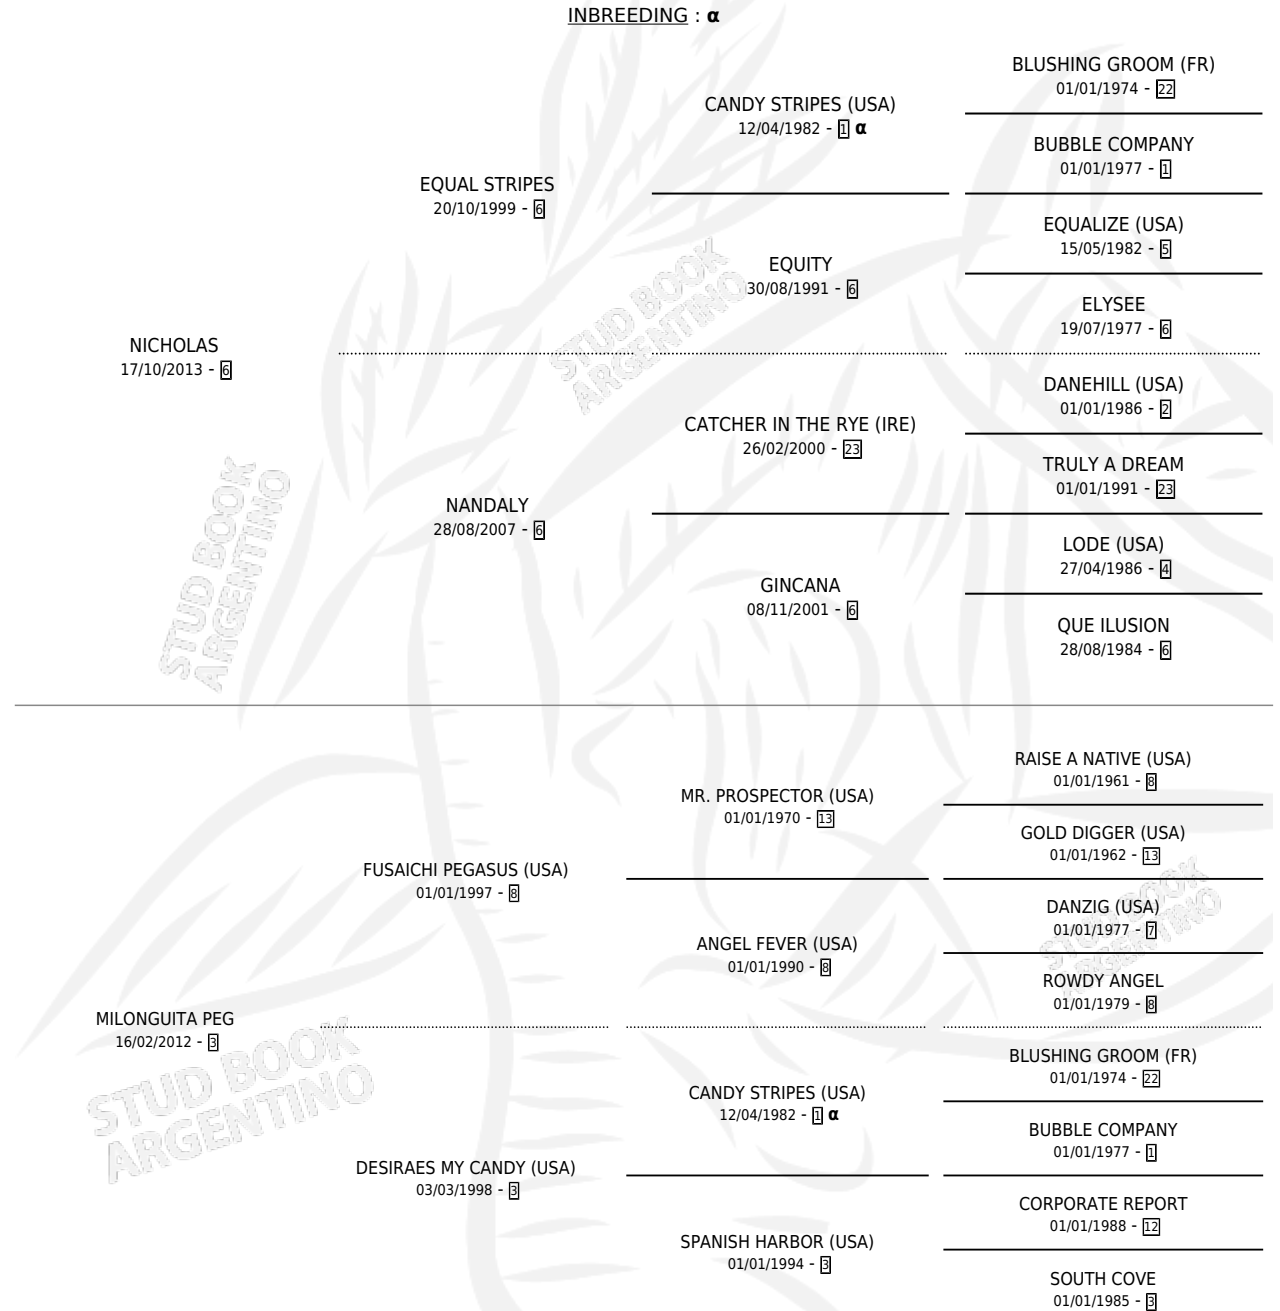 INBREEDING : α
BLUSHING GROOM (FR)
01/01/1974 - 22
CANDY STRIPES (USA)
12/04/1982 - 1 α
BUBBLE COMPANY
01/01/1977 - 1
EQUAL STRIPES
20/10/1999 - 6
EQUALIZE (USA)
15/05/1982 - 5
EQUITY
30/08/1991 - 6
ELYSEE
19/07/1977 - 6
NICHOLAS
17/10/2013 - 6
DANEHILL (USA)
01/01/1986 - 2
CATCHER IN THE RYE (IRE)
26/02/2000 - 23
TRULY A DREAM
01/01/1991 - 23
NANDALY
28/08/2007 - 6
LODE (USA)
27/04/1986 - 4
GINCANA
08/11/2001 - 6
QUE ILUSION
28/08/1984 - 6
RAISE A NATIVE (USA)
01/01/1961 - 8
MR. PROSPECTOR (USA)
01/01/1970 - 13
GOLD DIGGER (USA)
01/01/1962 - 13
FUSAICHI PEGASUS (USA)
01/01/1997 - 8
DANZIG (USA)
01/01/1977 - 7
ANGEL FEVER (USA)
01/01/1990 - 8
ROWDY ANGEL
01/01/1979 - 8
MILONGUITA PEG
16/02/2012 - 3
BLUSHING GROOM (FR)
01/01/1974 - 22
CANDY STRIPES (USA)
12/04/1982 - 1 α
BUBBLE COMPANY
01/01/1977 - 1
DESIRAES MY CANDY (USA)
03/03/1998 - 3
CORPORATE REPORT
01/01/1988 - 12
SPANISH HARBOR (USA)
01/01/1994 - 3
SOUTH COVE
01/01/1985 - 3
STUD BOOK
ARGENTINO
STUD BOOK
ARGENTINO
STUD BOOK
ARGENTINO
STUD BOOK
ARGENTINO